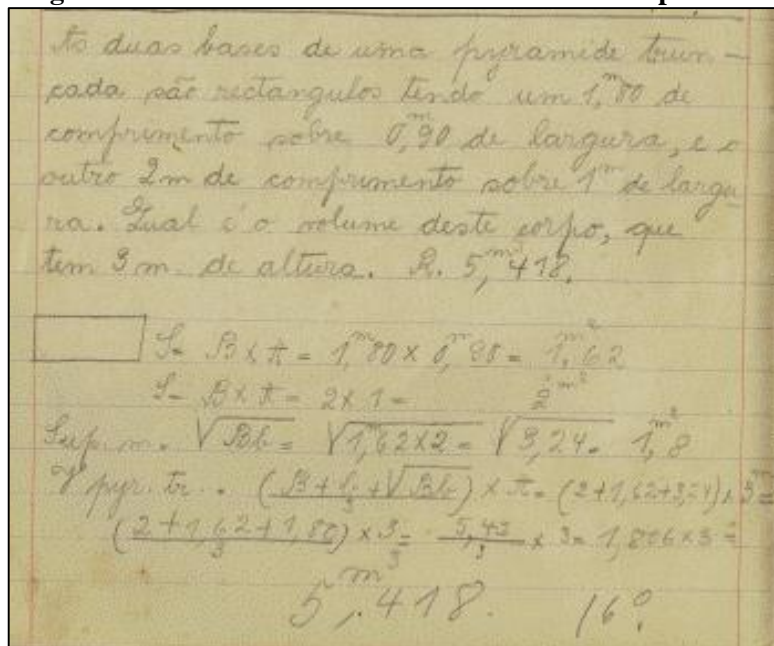 As duas bases de uma pyramide trun-
cada são rectangulos tendo um 1,ᵐ80 de
comprimento sobre 0,ᵐ90 de largura, e o
outro 2m de comprimento sobre 1ᵐ de largu
ra. Qual é o volume deste corpo, que
tem 3 m. de altura. R. 5,ᵐ³418.
S= B x A = 1,ᵐ80 x 0,ᵐ90 = 1,ᵐ²62
S= B x A = 2 x 1 = 2ᵐ²
Sup. m. √Bb = √1,62x2 = √3,24 = 1,ᵐ²8
V pyr. tr. = (B+b+√Bb)/3 x A = (2+1,62+3,24) x 3ᵐ =
(2+1,62+1,80)/3 x 3 = 5,42/3 x 3 = 1,806 x 3 =
5,ᵐ³418. 16º